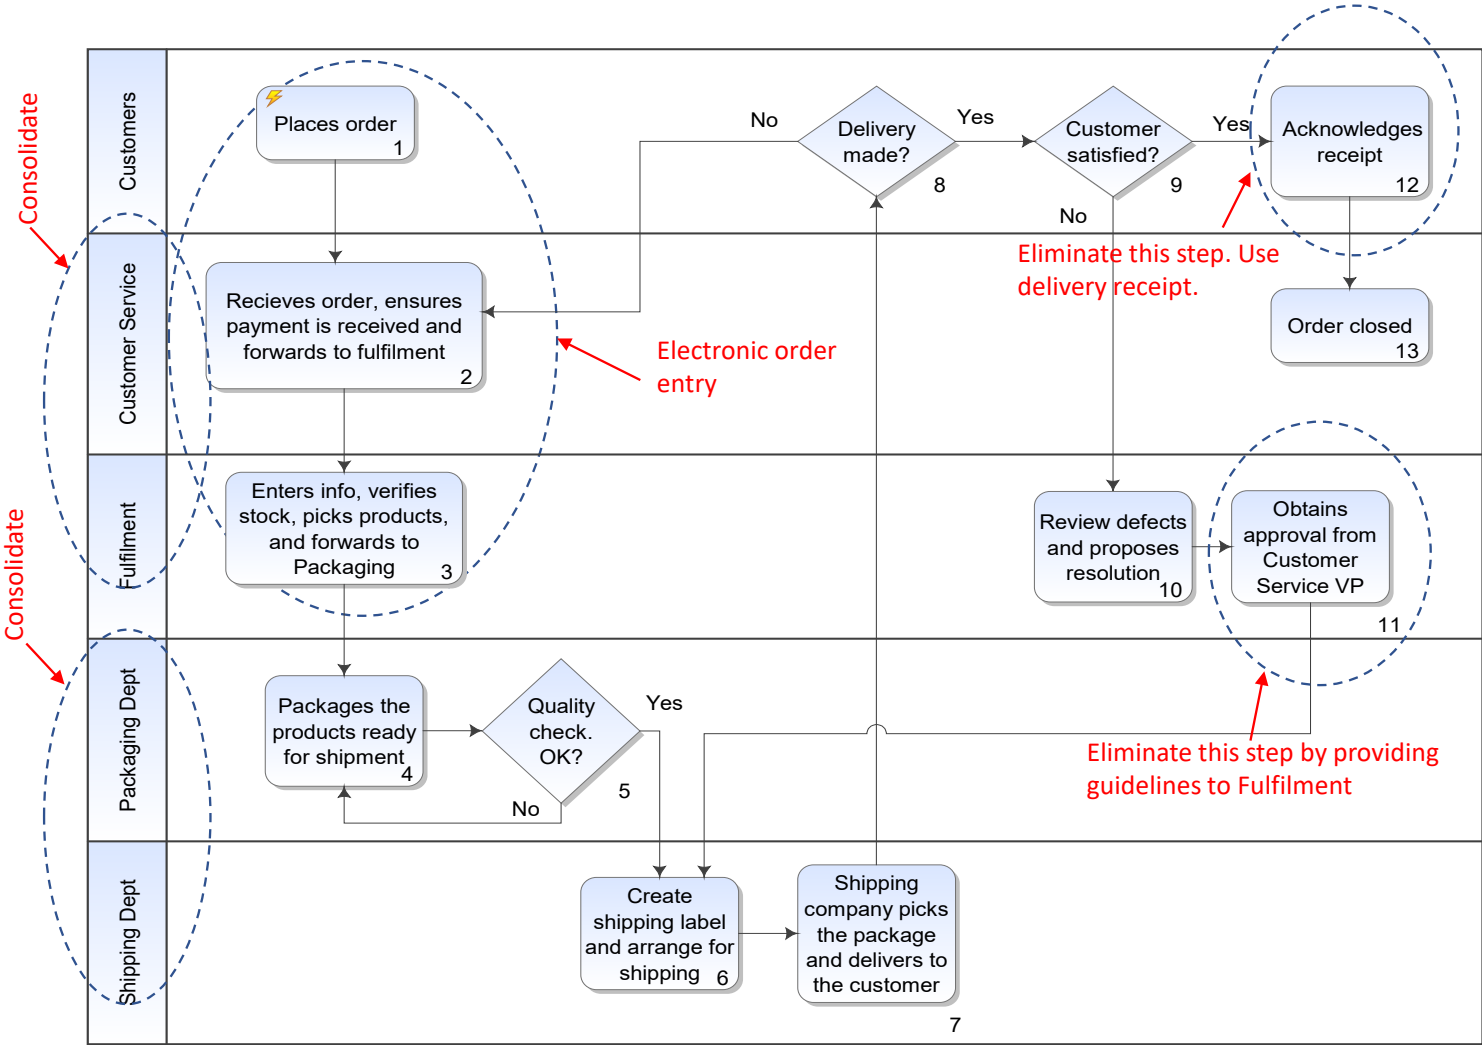 Consolidate
Consolidate
Customers
Customer Service
Fulfilment
Packaging Dept
Shipping Dept
Places order
1
Recieves order, ensures
payment is received and
forwards to fulfilment
2
Electronic order
entry
Enters info, verifies
stock, picks products,
and forwards to
Packaging
3
Packages the
products ready
for shipment
4
Quality
check.
OK?
5
Yes
No
Create
shipping label
and arrange for
shipping
6
Shipping
company picks
the package
and delivers to
the customer
7
Delivery
made?
8
No
Yes
Customer
satisfied?
9
Yes
No
Eliminate this step. Use
delivery receipt.
Review defects
and proposes
resolution
10
Obtains
approval from
Customer
Service VP
11
Eliminate this step by providing
guidelines to Fulfilment
Acknowledges
receipt
12
Order closed
13